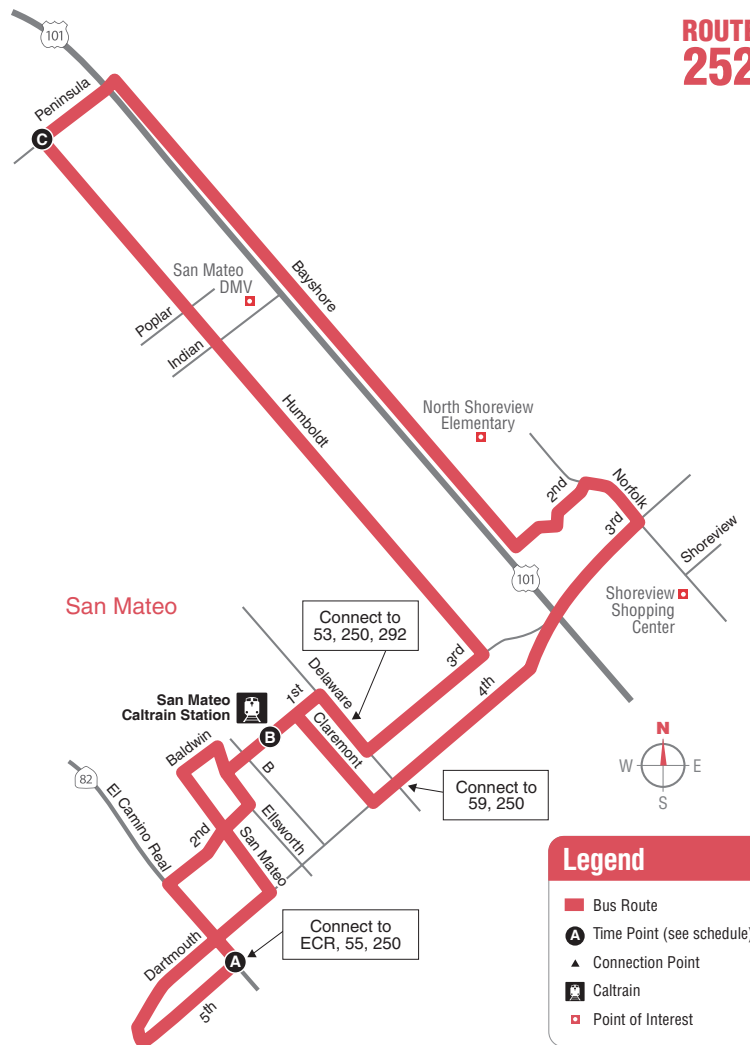 ROUTE
252
101
Peninsula
C
San Mateo
DMV
Bayshore
Poplar
Indian
Humboldt
North Shoreview
Elementary
2nd
Norfolk
3rd
Shoreview
101
Shoreview
Shopping
Center
San Mateo
Connect to
53, 250, 292
Delaware
3rd
1st
4th
San Mateo
Caltrain Station
B
Claremont
Baldwin
B
N
W
E
S
82
El Camino Real
Ellsworth
2nd
San Mateo
Connect to
59, 250
Dartmouth
Connect to
ECR, 55, 250
A
5th
Legend
Bus Route
A Time Point (see schedule)
Connection Point
Caltrain
Point of Interest